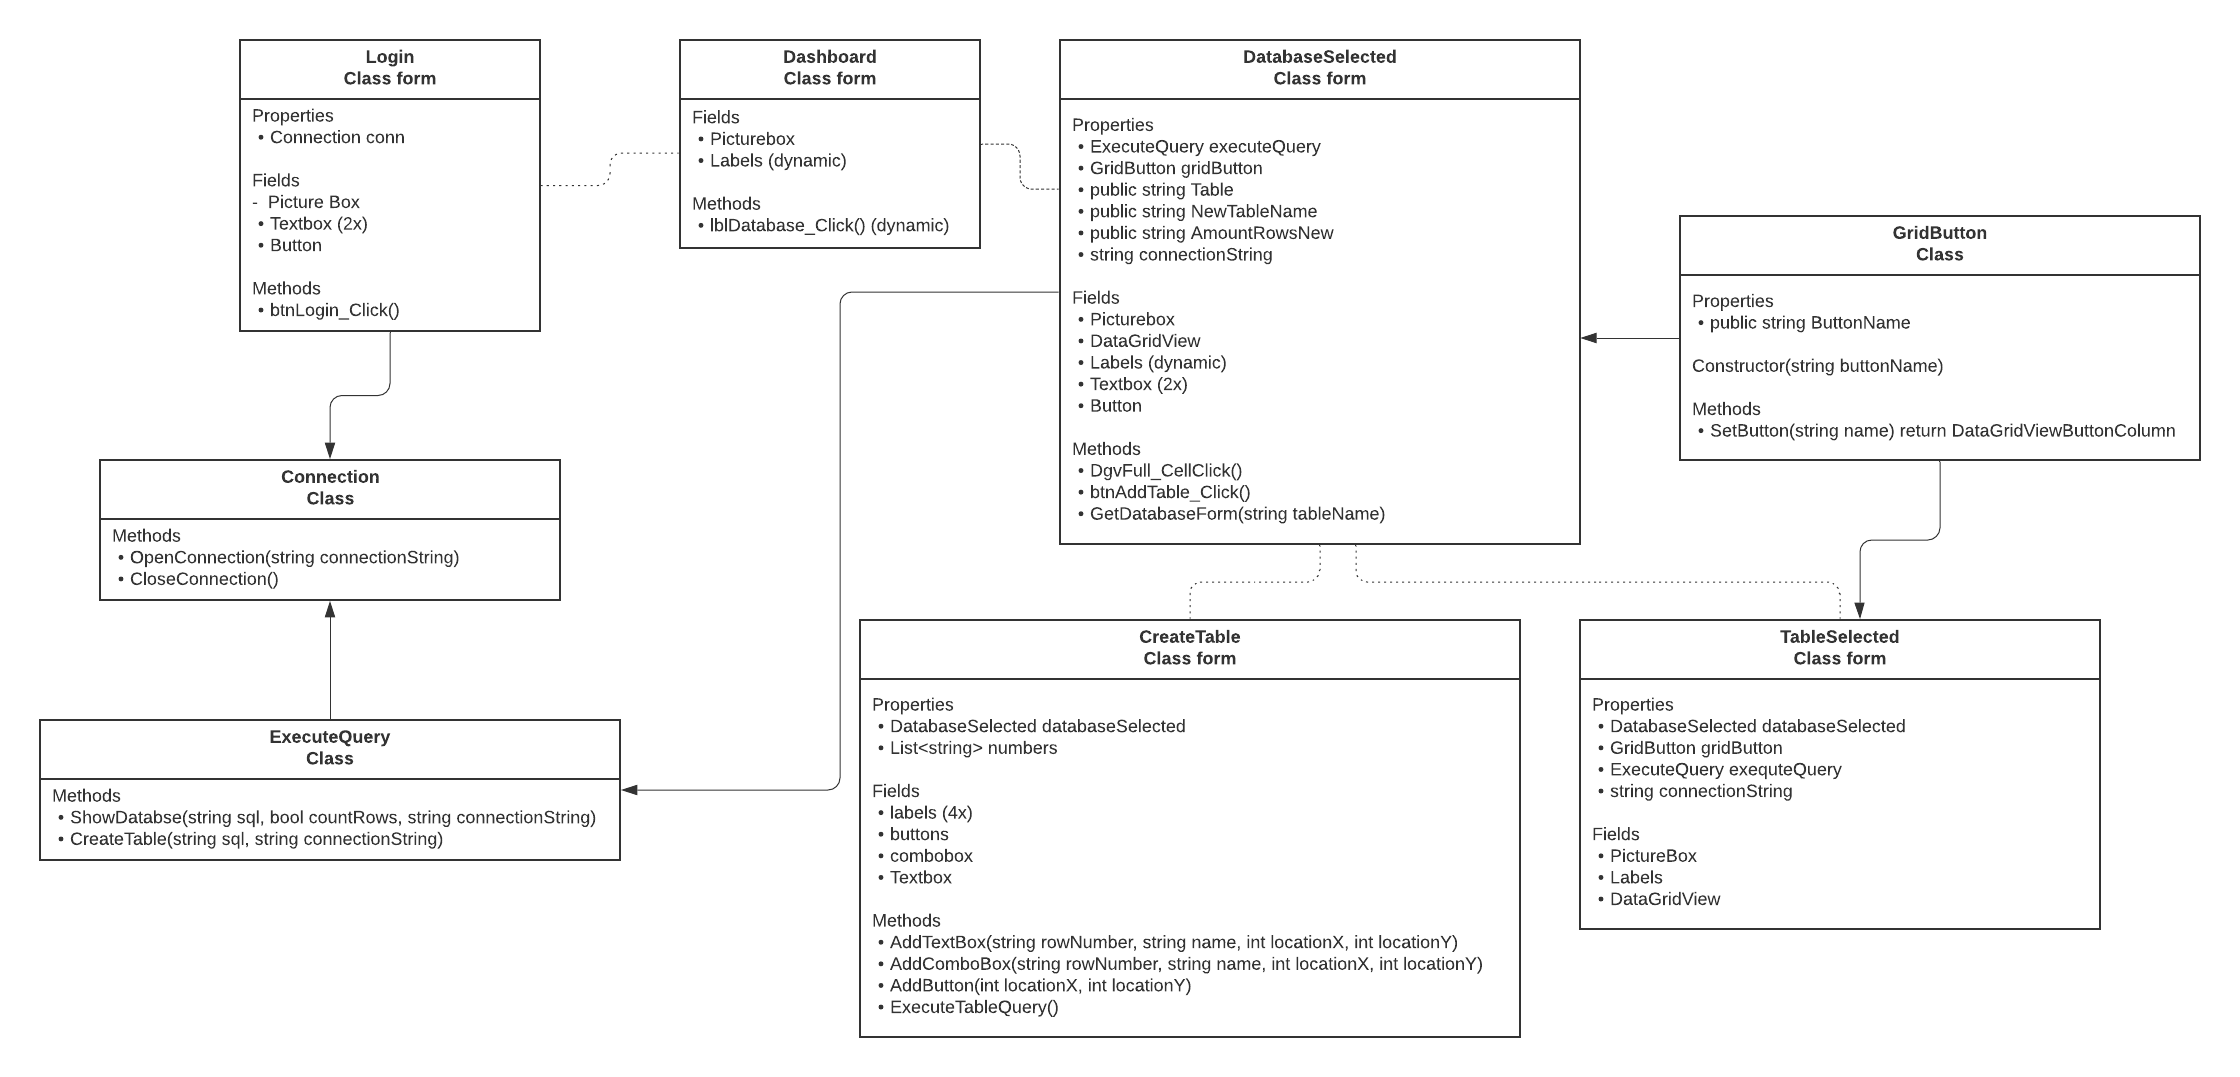 Login
Class form
Properties
• Connection conn
Fields
- Picture Box
• Textbox (2x)
• Button
Methods
• btnLogin_Click()
Dashboard
Class form
Fields
• Picturebox
• Labels (dynamic)
Methods
• lblDatabase_Click() (dynamic)
DatabaseSelected
Class form
Properties
• ExecuteQuery executeQuery
• GridButton gridButton
• public string Table
• public string NewTableName
• public string AmountRowsNew
• string connectionString
Fields
• Picturebox
• DataGridView
• Labels (dynamic)
• Textbox (2x)
• Button
Methods
• DgvFull_CellClick()
• btnAddTable_Click()
• GetDatabaseForm(string tableName)
GridButton
Class
Properties
• public string ButtonName
Constructor(string buttonName)
Methods
• SetButton(string name) return DataGridViewButtonColumn
Connection
Class
Methods
• OpenConnection(string connectionString)
• CloseConnection()
ExecuteQuery
Class
Methods
• ShowDatabse(string sql, bool countRows, string connectionString)
• CreateTable(string sql, string connectionString)
CreateTable
Class form
Properties
• DatabaseSelected databaseSelected
• List<string> numbers
Fields
• labels (4x)
• buttons
• combobox
• Textbox
Methods
• AddTextBox(string rowNumber, string name, int locationX, int locationY)
• AddComboBox(string rowNumber, string name, int locationX, int locationY)
• AddButton(int locationX, int locationY)
• ExecuteTableQuery()
TableSelected
Class form
Properties
• DatabaseSelected databaseSelected
• GridButton gridButton
• ExecuteQuery exequteQuery
• string connectionString
Fields
• PictureBox
• Labels
• DataGridView